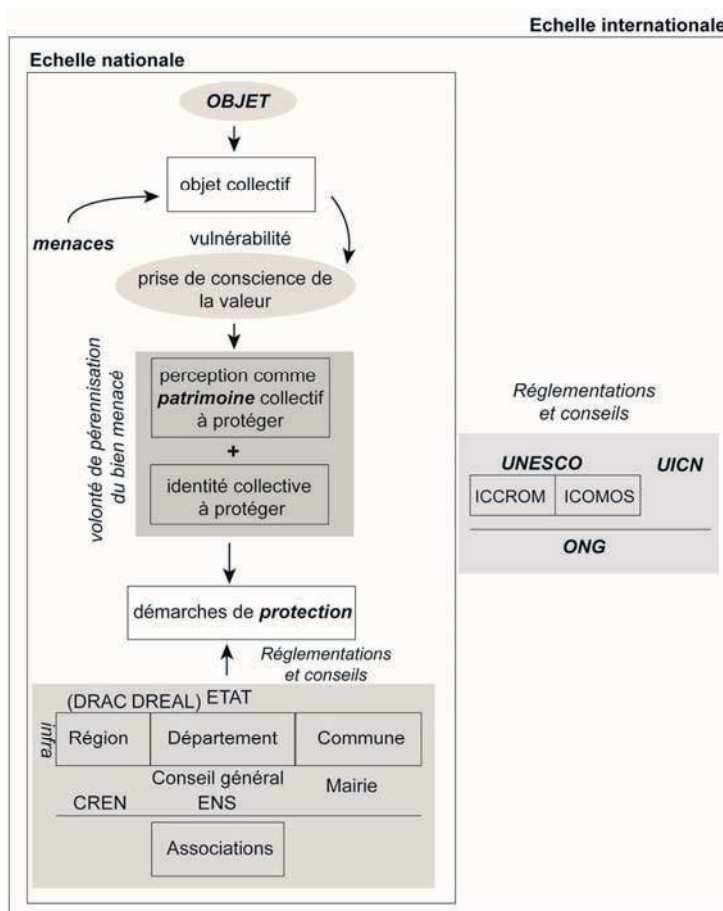 Echelle internationale
Echelle nationale
OBJET
objet collectif
menaces
vulnérabilité
prise de conscience de
la valeur
volonté de pérennisation
du bien menacé
perception comme
patrimoine collectif
à protéger
+
identité collective
à protéger
démarches de protection
Réglementations
et conseils
(DRAC DREAL) ETAT
infra
Région
Département
Commune
Conseil général
Mairie
CREN
ENS
Associations
Réglementations
et conseils
UNESCO
UICN
ICCROM
ICOMOS
ONG